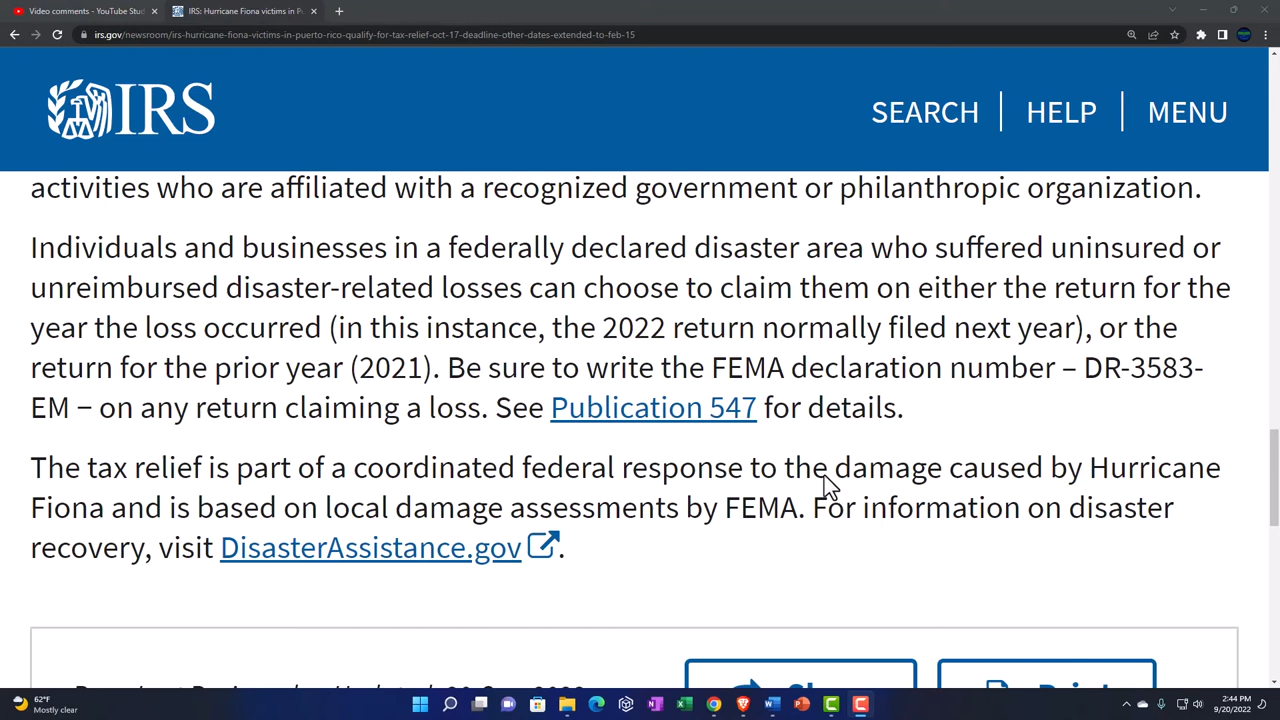 Video comments - YouTube Stud
IRS: Hurricane Fiona victims in Pu
irs.gov/newsroom/irs-hurricane-fiona-victims-in-puerto-rico-qualify-for-tax-relief-oct-17-deadline-other-dates-extended-to-feb-15
IRS
SEARCH
HELP
MENU
activities who are affiliated with a recognized government or philanthropic organization.
Individuals and businesses in a federally declared disaster area who suffered uninsured or
unreimbursed disaster-related losses can choose to claim them on either the return for the
year the loss occurred (in this instance, the 2022 return normally filed next year), or the
return for the prior year (2021). Be sure to write the FEMA declaration number – DR-3583-
EM − on any return claiming a loss. See Publication 547 for details.
The tax relief is part of a coordinated federal response to the damage caused by Hurricane
Fiona and is based on local damage assessments by FEMA. For information on disaster
recovery, visit DisasterAssistance.gov.
62°F
Mostly clear
2:44 PM
9/20/2022